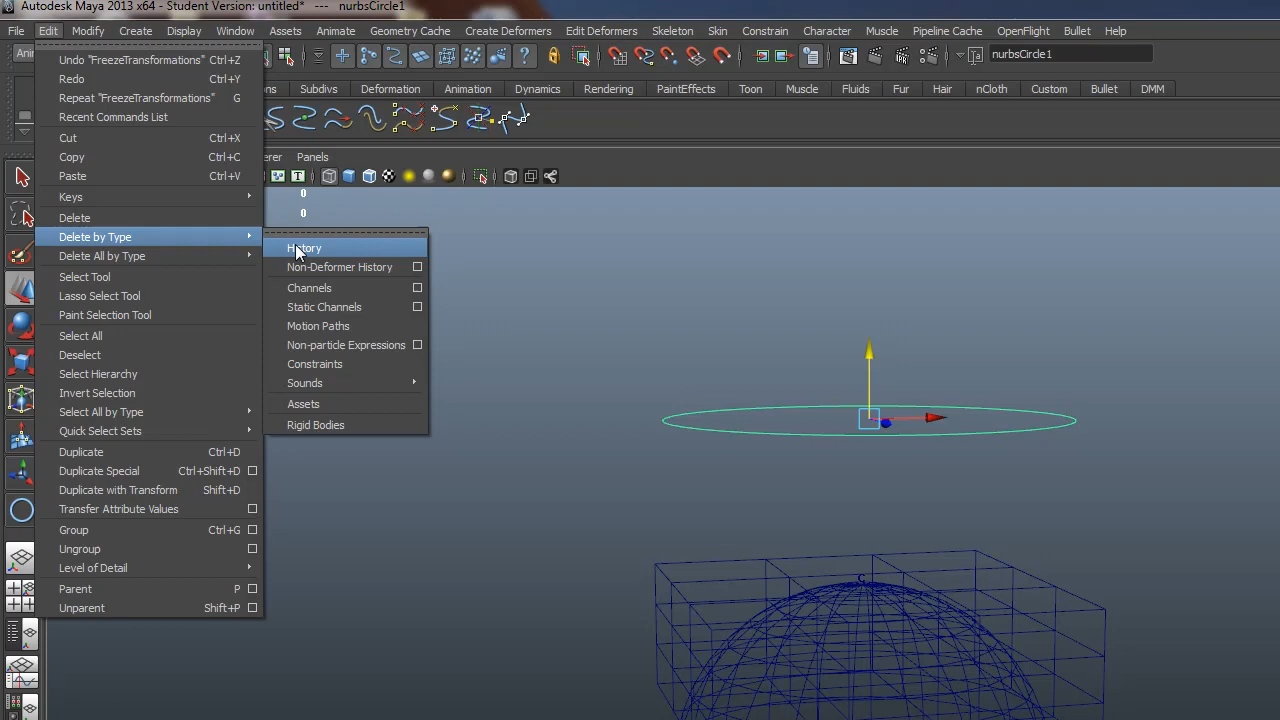 Autodesk Maya 2013 x64 - Student Version: untitled* --- nurbsCircle1
File Edit Modify Create Display Window Assets Animate Geometry Cache Create Deformers Edit Deformers Skeleton Skin Constrain Character Muscle Pipeline Cache OpenFlight Bullet Help
Ani nurbsCircle1
ons Subdivs Deformation Animation Dynamics Rendering PaintEffects Toon Muscle Fluids Fur Hair nCloth Custom Bullet DMM
erer Panels
T
0
0
Undo "FreezeTransformations" Ctrl+Z
Redo Ctrl+Y
Repeat "FreezeTransformations" G
Recent Commands List
Cut Ctrl+X
Copy Ctrl+C
Paste Ctrl+V
Keys
Delete
Delete by Type
Delete All by Type
Select Tool
Lasso Select Tool
Paint Selection Tool
Select All
Deselect
Select Hierarchy
Invert Selection
Select All by Type
Quick Select Sets
Duplicate Ctrl+D
Duplicate Special Ctrl+Shift+D
Duplicate with Transform Shift+D
Transfer Attribute Values
Group Ctrl+G
Ungroup
Level of Detail
Parent P
Unparent Shift+P
History
Non-Deformer History
Channels
Static Channels
Motion Paths
Non-particle Expressions
Constraints
Sounds
Assets
Rigid Bodies
C